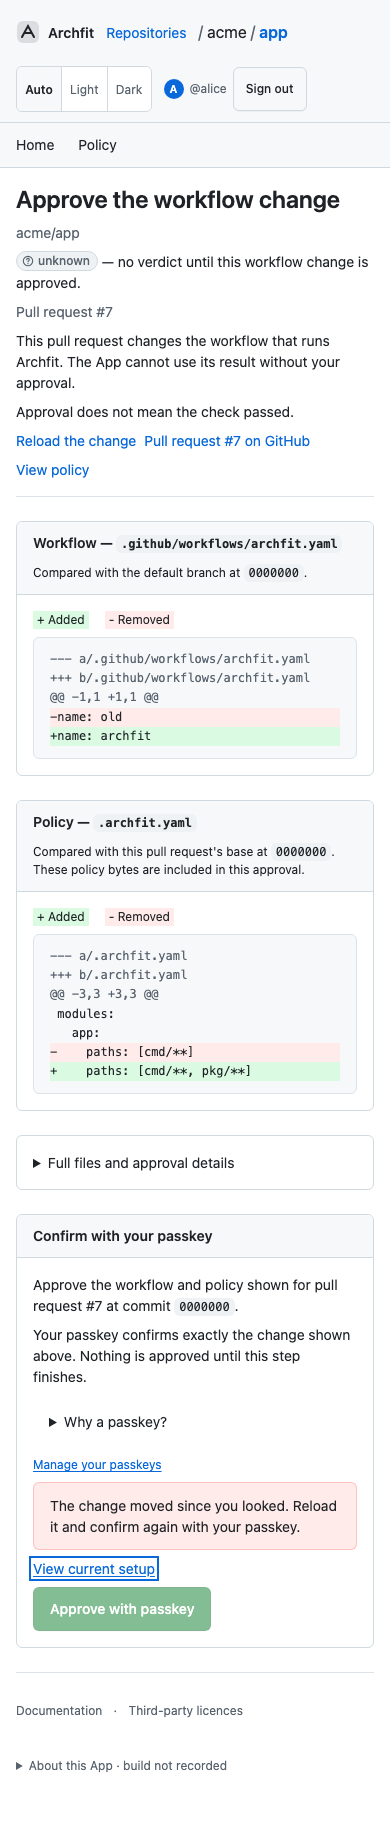 Archfit Repositories / acme / app
Auto Light Dark A @alice Sign out
Home Policy
Approve the workflow change
acme/app
unknown — no verdict until this workflow change is
approved.
Pull request #7
This pull request changes the workflow that runs
Archfit. The App cannot use its result without your
approval.
Approval does not mean the check passed.
Reload the change Pull request #7 on GitHub
View policy
Workflow — .github/workflows/archfit.yaml
Compared with the default branch at 0000000.
+ Added - Removed
--- a/.github/workflows/archfit.yaml
+++ b/.github/workflows/archfit.yaml
@@ -1,1 +1,1 @@
-name: old
+name: archfit
Policy — .archfit.yaml
Compared with this pull request's base at 0000000.
These policy bytes are included in this approval.
+ Added - Removed
--- a/.archfit.yaml
+++ b/.archfit.yaml
@@ -3,3 +3,3 @@
modules:
app:
-    paths: [cmd/**]
+    paths: [cmd/**, pkg/**]
Full files and approval details
Confirm with your passkey
Approve the workflow and policy shown for pull
request #7 at commit 0000000.
Your passkey confirms exactly the change shown
above. Nothing is approved until this step
finishes.
Why a passkey?
Manage your passkeys
The change moved since you looked. Reload
it and confirm again with your passkey.
View current setup
Approve with passkey
Documentation · Third-party licences
About this App · build not recorded